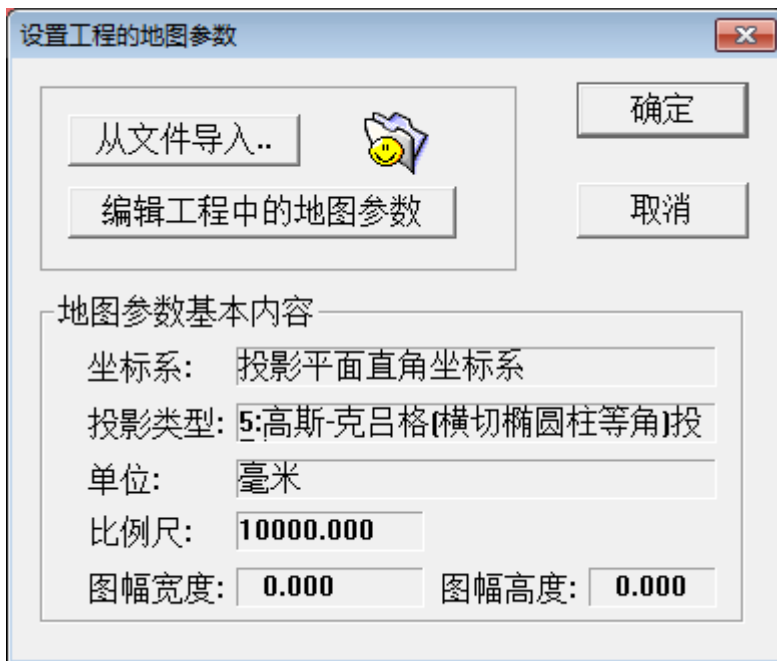 设置工程的地图参数
从文件导入..
确定
编辑工程中的地图参数
取消
地图参数基本内容
坐标系: 投影平面直角坐标系
投影类型: 5:高斯-克吕格(横切椭圆柱等角)投
单位: 毫米
比例尺: 10000.000
图幅宽度: 0.000 图幅高度: 0.000